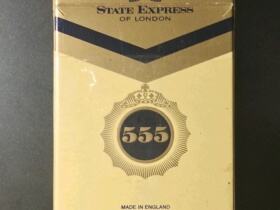 STATE EXPRESS
OF LONDON
555
MADE IN ENGLAND